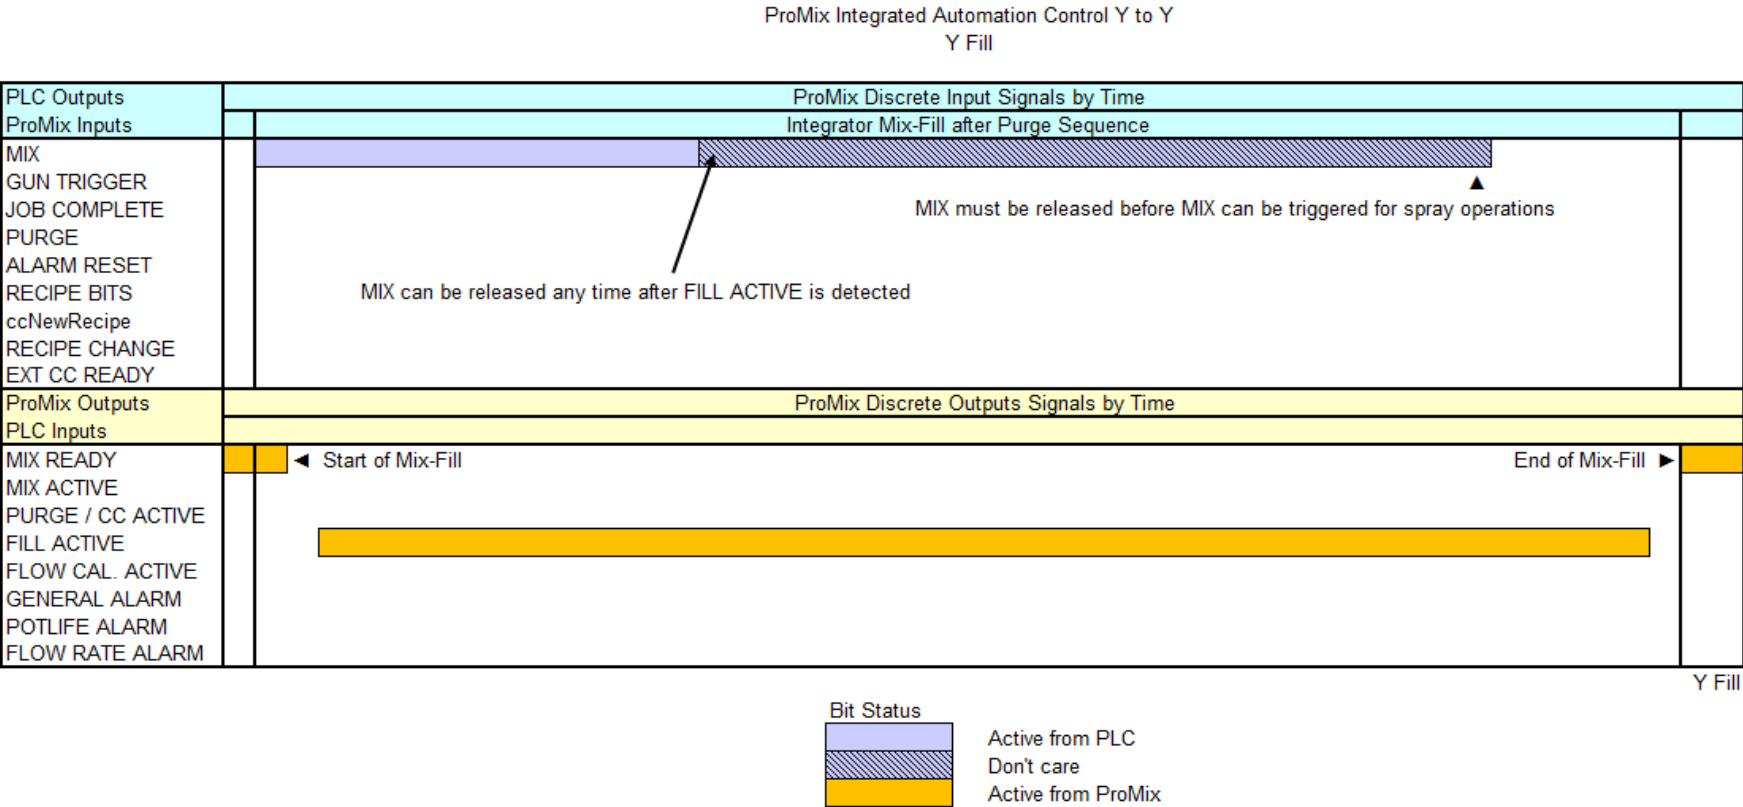 ProMix Integrated Automation Control Y to Y
Y Fill
PLC Outputs
ProMix Discrete Input Signals by Time
ProMix Inputs
Integrator Mix-Fill after Purge Sequence
MIX
GUN TRIGGER
JOB COMPLETE
MIX must be released before MIX can be triggered for spray operations
PURGE
ALARM RESET
RECIPE BITS
MIX can be released any time after FILL ACTIVE is detected
ccNewRecipe
RECIPE CHANGE
EXT CC READY
ProMix Outputs
ProMix Discrete Outputs Signals by Time
PLC Inputs
MIX READY
Start of Mix-Fill
End of Mix-Fill
MIX ACTIVE
PURGE / CC ACTIVE
FILL ACTIVE
FLOW CAL. ACTIVE
GENERAL ALARM
POTLIFE ALARM
FLOW RATE ALARM
Y Fill
Bit Status
Active from PLC
Don't care
Active from ProMix